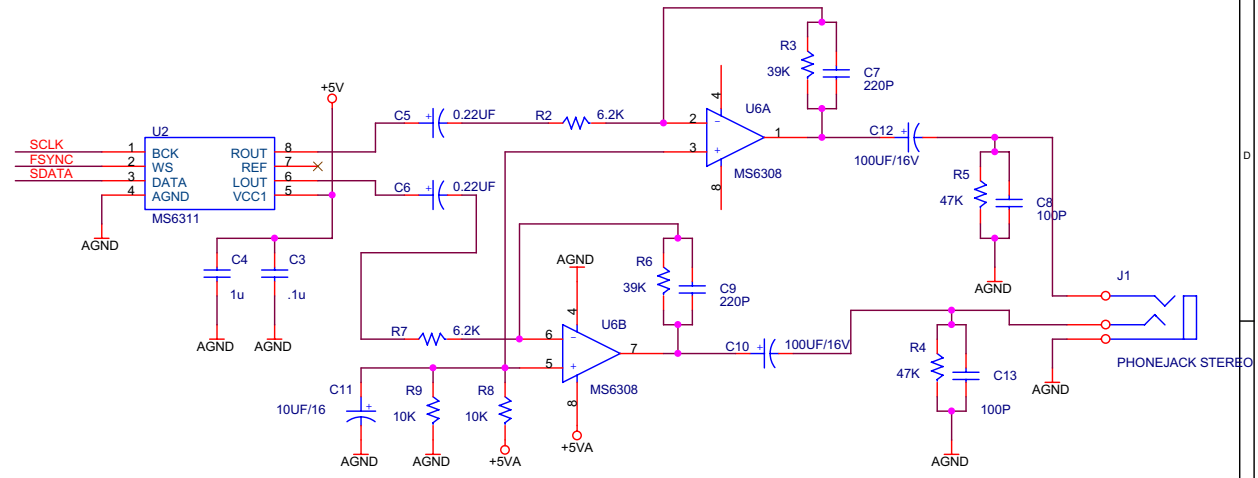 +5V
SCLK
FSYNC
SDATA
U2
1 BCK ROUT 8
2 WS REF 7
3 DATA LOUT 6
4 AGND VCC1 5
MS6311
AGND
C4
1u
AGND
C3
.1u
AGND
C5 + 0.22UF
C6 + 0.22UF
R2 6.2K
R3
39K
C7
220P
U6A
4
2 -
3 +
1
8
MS6308
C12 +
100UF/16V
R5
47K
C8
100P
AGND
D
AGND
R6
39K
C9
220P
R7 6.2K
U6B
4
6 -
5 +
7
8
MS6308
+5VA
C10 + 100UF/16V
R4
47K
C13
100P
AGND
C11
10UF/16
+
AGND
R9
10K
AGND
R8
10K
+5VA
J1
PHONEJACK STEREO
AGND